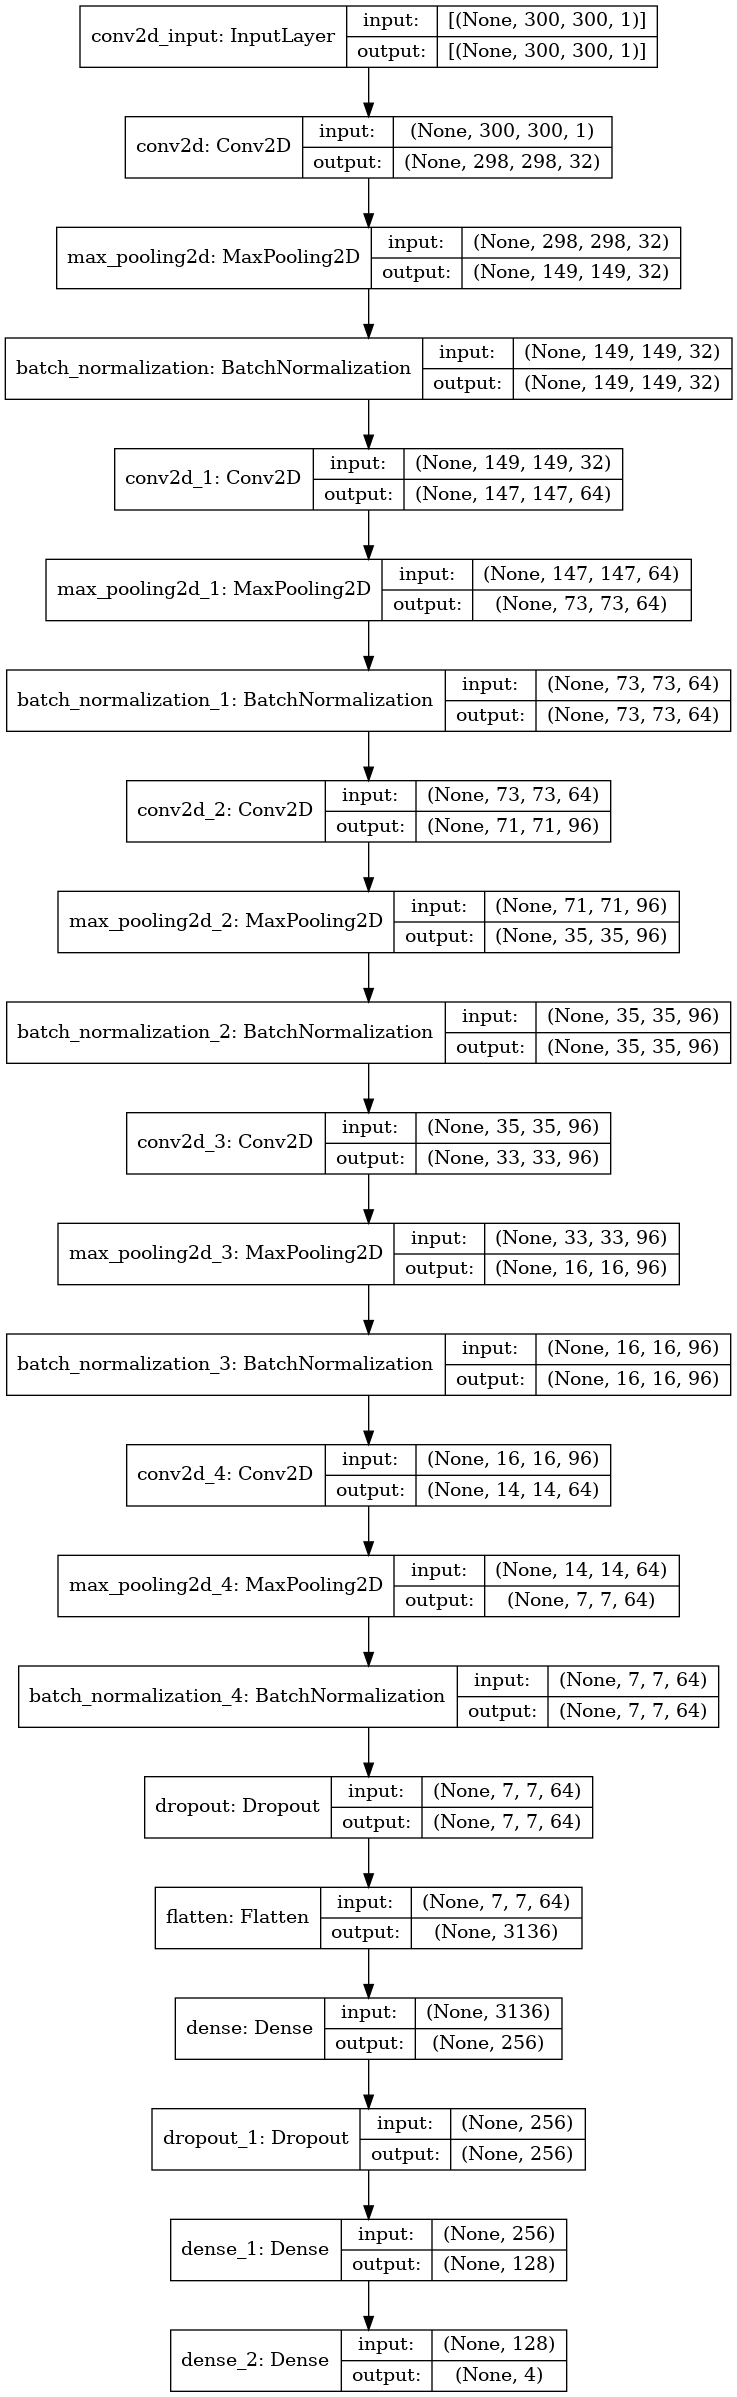 conv2d_input: InputLayer
input:
[(None, 300, 300, 1)]
output:
[(None, 300, 300, 1)]
conv2d: Conv2D
input:
(None, 300, 300, 1)
output:
(None, 298, 298, 32)
max_pooling2d: MaxPooling2D
input:
(None, 298, 298, 32)
output:
(None, 149, 149, 32)
batch_normalization: BatchNormalization
input:
(None, 149, 149, 32)
output:
(None, 149, 149, 32)
conv2d_1: Conv2D
input:
(None, 149, 149, 32)
output:
(None, 147, 147, 64)
max_pooling2d_1: MaxPooling2D
input:
(None, 147, 147, 64)
output:
(None, 73, 73, 64)
batch_normalization_1: BatchNormalization
input:
(None, 73, 73, 64)
output:
(None, 73, 73, 64)
conv2d_2: Conv2D
input:
(None, 73, 73, 64)
output:
(None, 71, 71, 96)
max_pooling2d_2: MaxPooling2D
input:
(None, 71, 71, 96)
output:
(None, 35, 35, 96)
batch_normalization_2: BatchNormalization
input:
(None, 35, 35, 96)
output:
(None, 35, 35, 96)
conv2d_3: Conv2D
input:
(None, 35, 35, 96)
output:
(None, 33, 33, 96)
max_pooling2d_3: MaxPooling2D
input:
(None, 33, 33, 96)
output:
(None, 16, 16, 96)
batch_normalization_3: BatchNormalization
input:
(None, 16, 16, 96)
output:
(None, 16, 16, 96)
conv2d_4: Conv2D
input:
(None, 16, 16, 96)
output:
(None, 14, 14, 64)
max_pooling2d_4: MaxPooling2D
input:
(None, 14, 14, 64)
output:
(None, 7, 7, 64)
batch_normalization_4: BatchNormalization
input:
(None, 7, 7, 64)
output:
(None, 7, 7, 64)
dropout: Dropout
input:
(None, 7, 7, 64)
output:
(None, 7, 7, 64)
flatten: Flatten
input:
(None, 7, 7, 64)
output:
(None, 3136)
dense: Dense
input:
(None, 3136)
output:
(None, 256)
dropout_1: Dropout
input:
(None, 256)
output:
(None, 256)
dense_1: Dense
input:
(None, 256)
output:
(None, 128)
dense_2: Dense
input:
(None, 128)
output:
(None, 4)